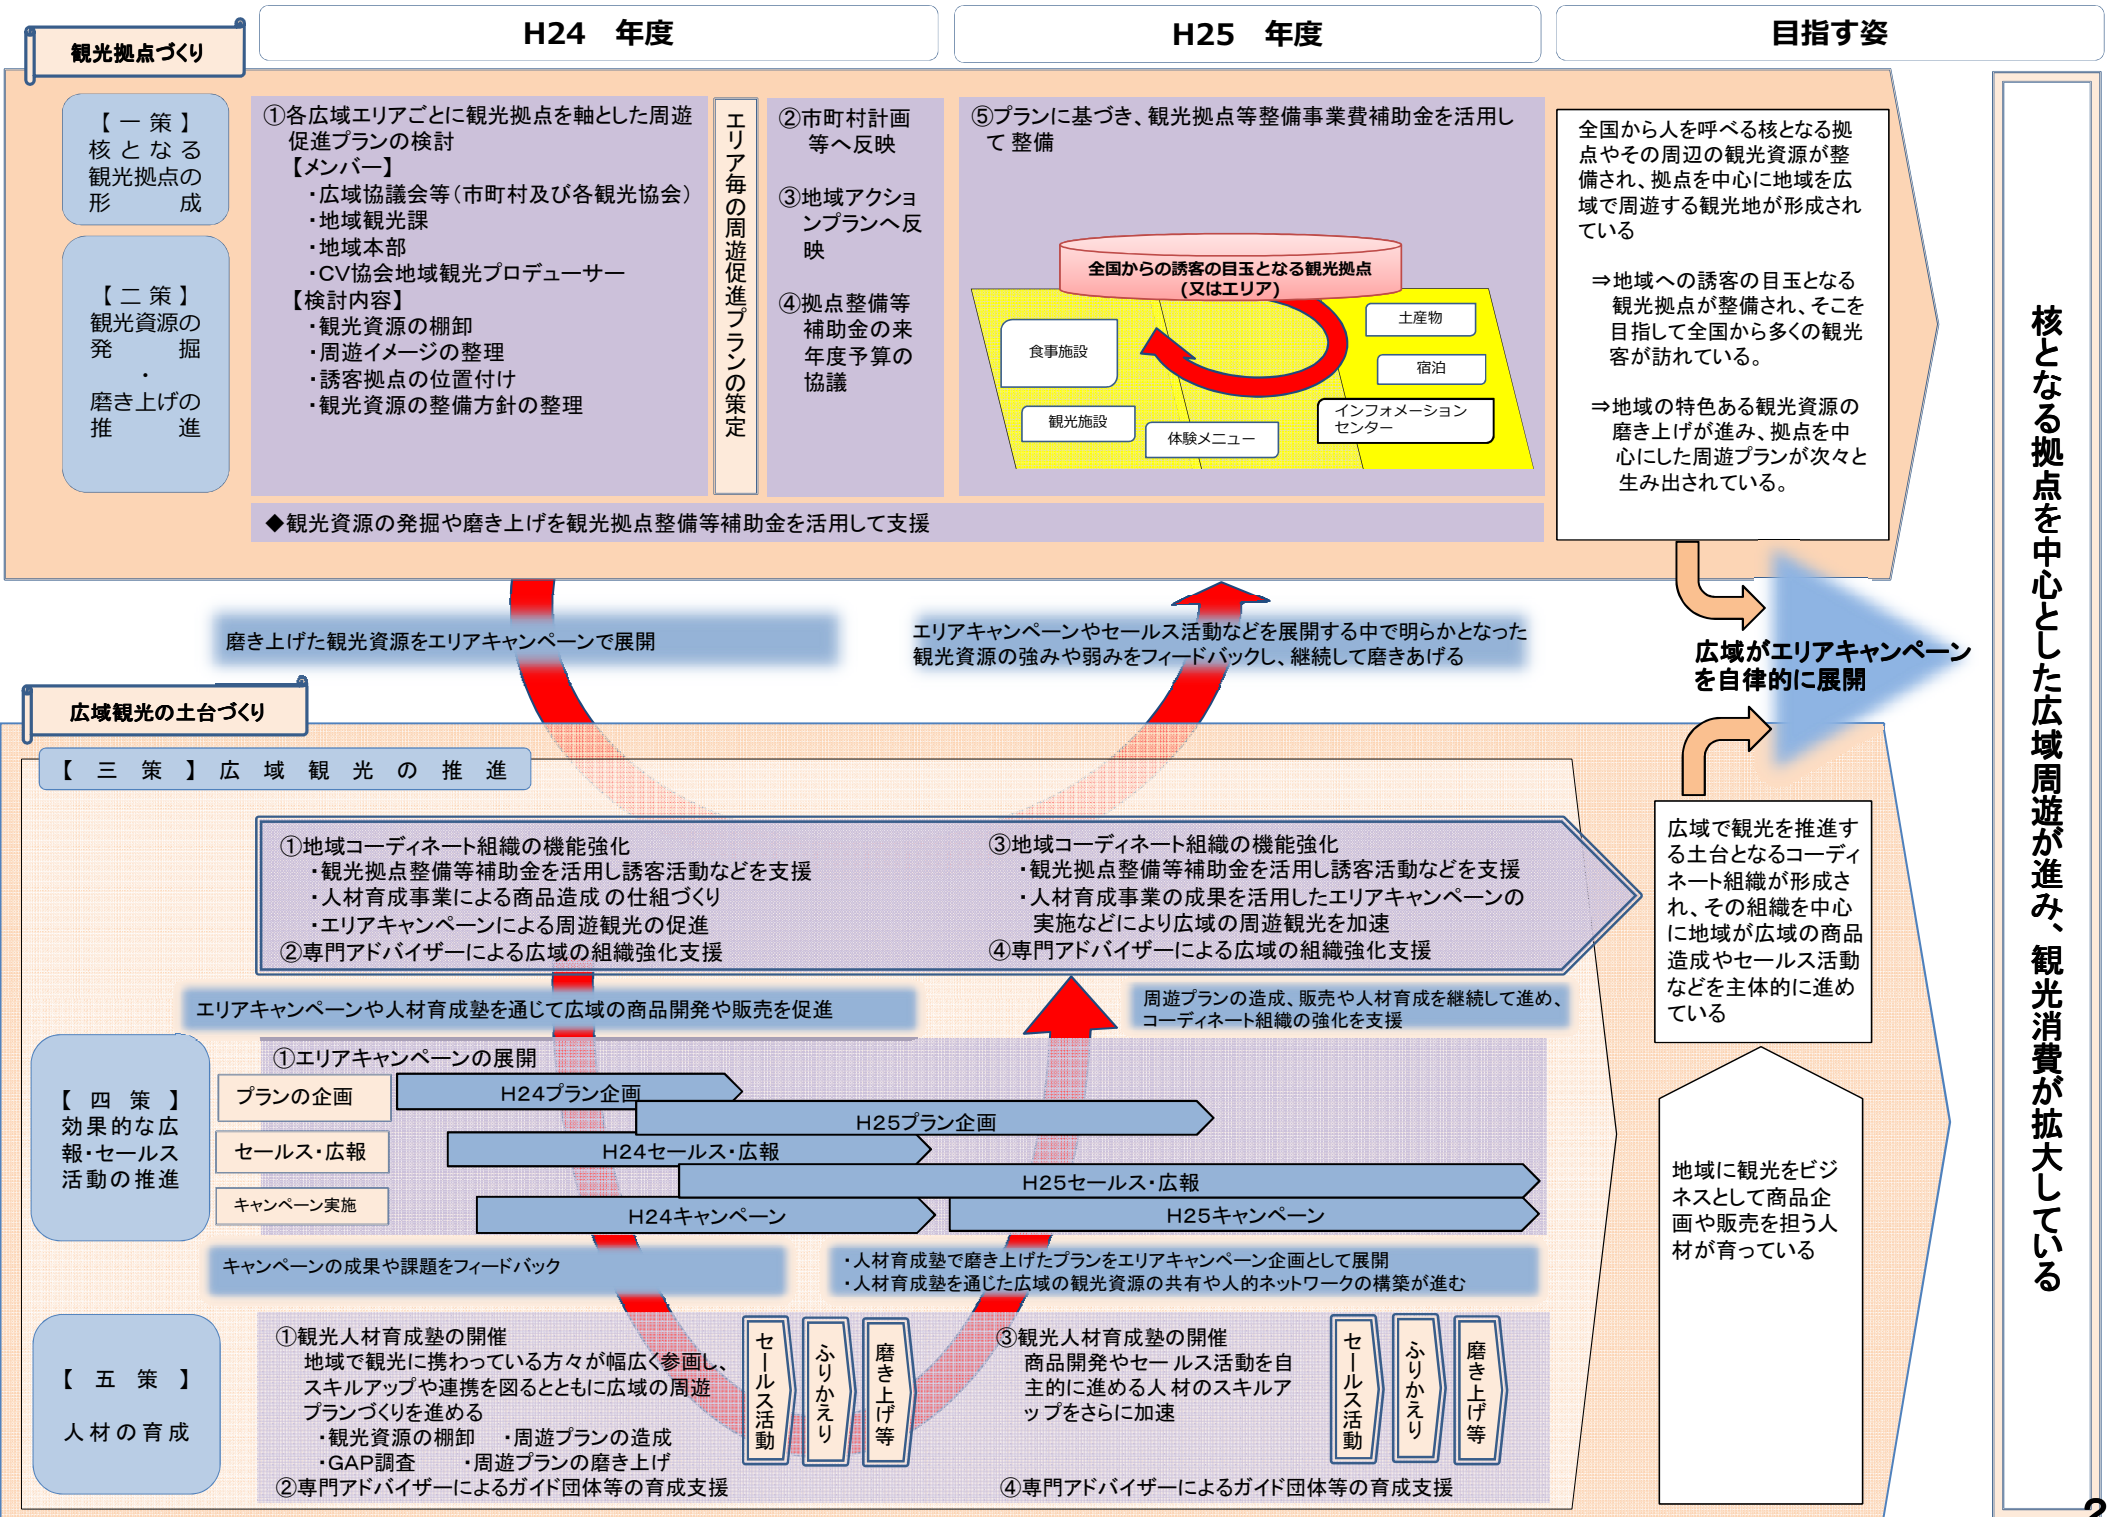 H24　年度
H25　年度
目指す姿
観光拠点づくり
【 一 策 】
核 と な る
観光拠点の
形　　　成
【 二 策 】
観光資源の
発　　　掘
・
磨き上げの
推　　　進
①各広域エリアごとに観光拠点を軸とした周遊
促進プランの検討
【メンバー】
・広域協議会等（市町村及び各観光協会）
・地域観光課
・地域本部
・CV協会地域観光プロデューサー
【検討内容】
・観光資源の棚卸
・周遊イメージの整理
・誘客拠点の位置付け
・観光資源の整備方針の整理
エリア毎の周遊促進プランの策定
②市町村計画
等へ反映
③地域アクショ
ンプランへ反
映
④拠点整備等
補助金の来
年度予算の
協議
⑤プランに基づき、観光拠点等整備事業費補助金を活用し
て 整備
全国からの誘客の目玉となる観光拠点
(又はエリア)
食事施設
土産物
宿泊
観光施設
体験メニュー
インフォメーション
センター
◆観光資源の発掘や磨き上げを観光拠点整備等補助金を活用して支援
全国から人を呼べる核となる拠
点やその周辺の観光資源が整
備され、拠点を中心に地域を広
域で周遊する観光地が形成され
ている
⇒地域への誘客の目玉となる
観光拠点が整備され、そこを
目指して全国から多くの観光
客が訪れている。
⇒地域の特色ある観光資源の
磨き上げが進み、拠点を中
心にした周遊プランが次々と
生み出されている。
核となる拠点を中心とした広域周遊が進み、観光消費が拡大している
磨き上げた観光資源をエリアキャンペーンで展開
エリアキャンペーンやセールス活動などを展開する中で明らかとなった
観光資源の強みや弱みをフィードバックし、継続して磨きあげる
広域がエリアキャンペーン
を自律的に展開
広域観光の土台づくり
【 三 策 】広 域 観 光 の 推 進
①地域コーディネート組織の機能強化
・観光拠点整備等補助金を活用し誘客活動などを支援
・人材育成事業による商品造成 の仕組づくり
・エリアキャンペーンによる周遊観光の促進
②専門アドバイザーによる広域の組織強化支援
③地域コーディネート組織の機能強化
・観光拠点整備等補助金を活用し誘客活動などを支援
・人材育成事業の成果を活用したエリアキャンペーンの
実施などにより広域の周遊観光を加速
④専門アドバイザーによる広域の組織強化支援
広域で観光を推進す
る土台となるコーディ
ネート組織が形成さ
れ、その組織を中心
に地域が広域の商品
造成やセールス活動
などを主体的に進め
ている
エリアキャンペーンや人材育成塾を通じて広域の商品開発や販売を促進
周遊プランの造成、販売や人材育成を継続して進め、
コーディネート組織の強化を支援
【 四 策 】
効果的な広
報・セールス
活動の推進
①エリアキャンペーンの展開
プランの企画
H24プラン企画
H25プラン企画
セールス・広報
H24セールス・広報
H25セールス・広報
キャンペーン実施
H24キャンペーン
H25キャンペーン
地域に観光をビジ
ネスとして商品企
画や販売を担う人
材が育っている
キャンペーンの成果や課題をフィードバック
・人材育成塾で磨き上げたプランをエリアキャンペーン企画として展開
・人材育成塾を通じた広域の観光資源の共有や人的ネットワークの構築が進む
【 五 策 】
人材の育成
①観光人材育成塾の開催
地域で観光に携わっている方々が幅広く参画し、
スキルアップや連携を図るとともに広域の周遊
プランづくりを進める
・観光資源の棚卸　・周遊プランの造成
・GAP調査　　・周遊プランの磨き上げ
②専門アドバイザーによるガイド団体等の育成支援
セールス活動
ふりかえり
磨き上げ等
③観光人材育成塾の開催
商品開発やセールス活動を自
主的に進める人 材のスキルア
ップをさらに加速
④専門アドバイザーによるガイド団体等の育成支援
セールス活動
ふりかえり
磨き上げ等
2